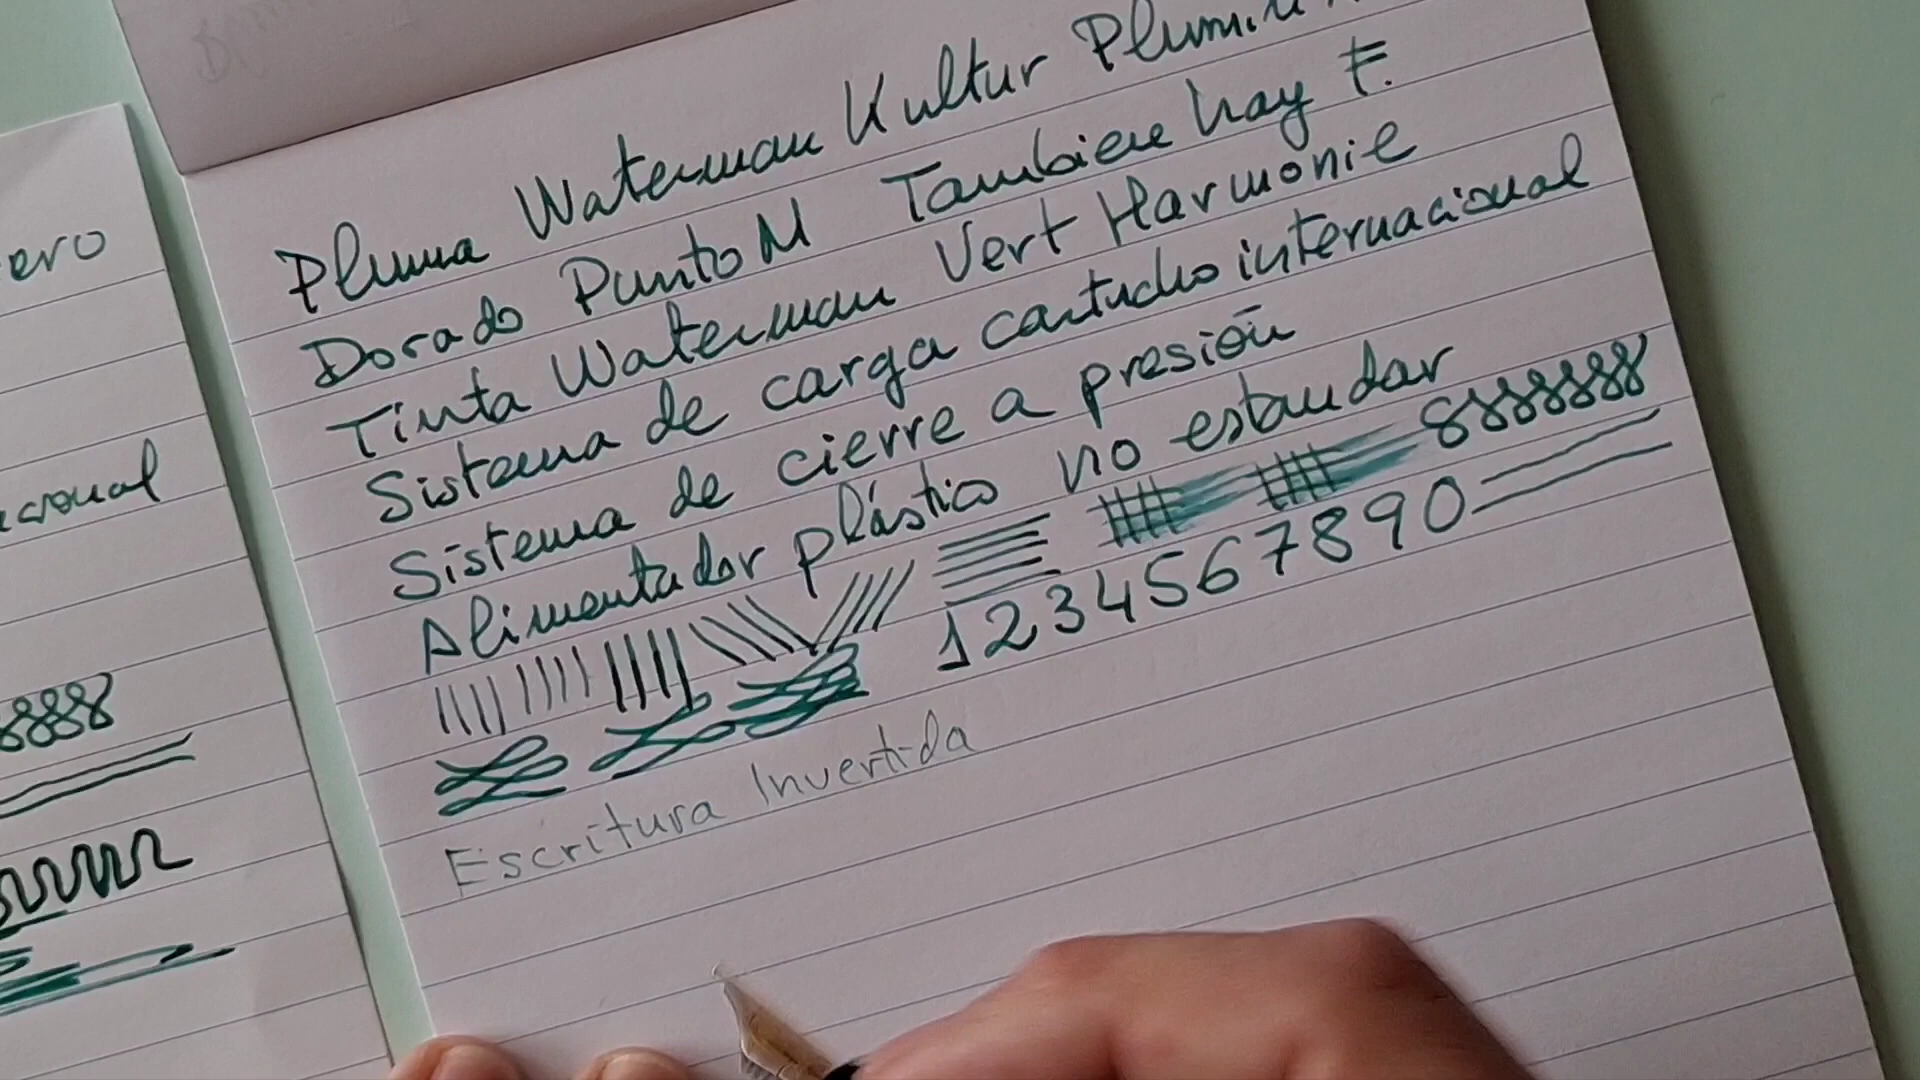 Pluma Waterman Kultur
Dorado Punto M También hay F.
Tinta Waterman Vert Harmonie
Sistema de carga cartucho internacional
Sistema de cierre a presión
Alimentador plástico no estandar
1234567890
Escritura Invertida